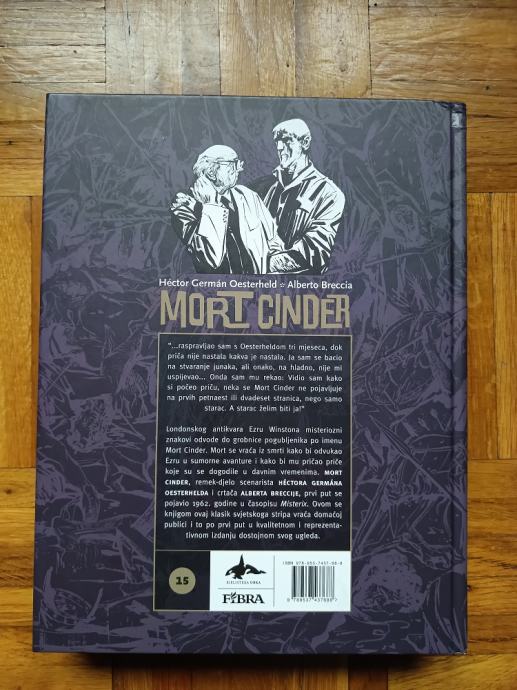 Héctor Germán Oesterheld ★ Alberto Breccia
MORT CINDER
"...raspravljao sam s Oesterheldom tri mjeseca, dok
priča nije nastala kakva je nastala. Ja sam se bacio
na stvaranje junaka, ali onako, na hladno, nije mi
uspijevao... Onda sam mu rekao: Vidio sam kako
si počeo priču, neka se Mort Cinder ne pojavljuje
na prvih petnaest ili dvadeset stranica, nego samo
starac. A starac želim biti ja!"
Londonskog antikvara Ezru Winstona misteriozni
znakovi odvode do grobnice pogubljenika po imenu
Mort Cinder. Mort se vraća iz smrti kako bi odvukao
Ezru u sumorne avanture i kako bi mu pričao priče
koje su se dogodile u davnim vremenima. MORT
CINDER, remek-djelo scenarista HÉCTORA GERMÁNA
OESTERHELDA i crtača ALBERTA BRECCIJE, prvi put se
pojavio 1962. godine u časopisu Misterix. Ovom se
knjigom ovaj klasik svjetskoga stripa vraća domaćoj
publici i to po prvi put u kvalitetnom i reprezenta-
tivnom izdanju dostojnom svog ugleda.
15
BIBLIOTEKA ORKA
FIBRA